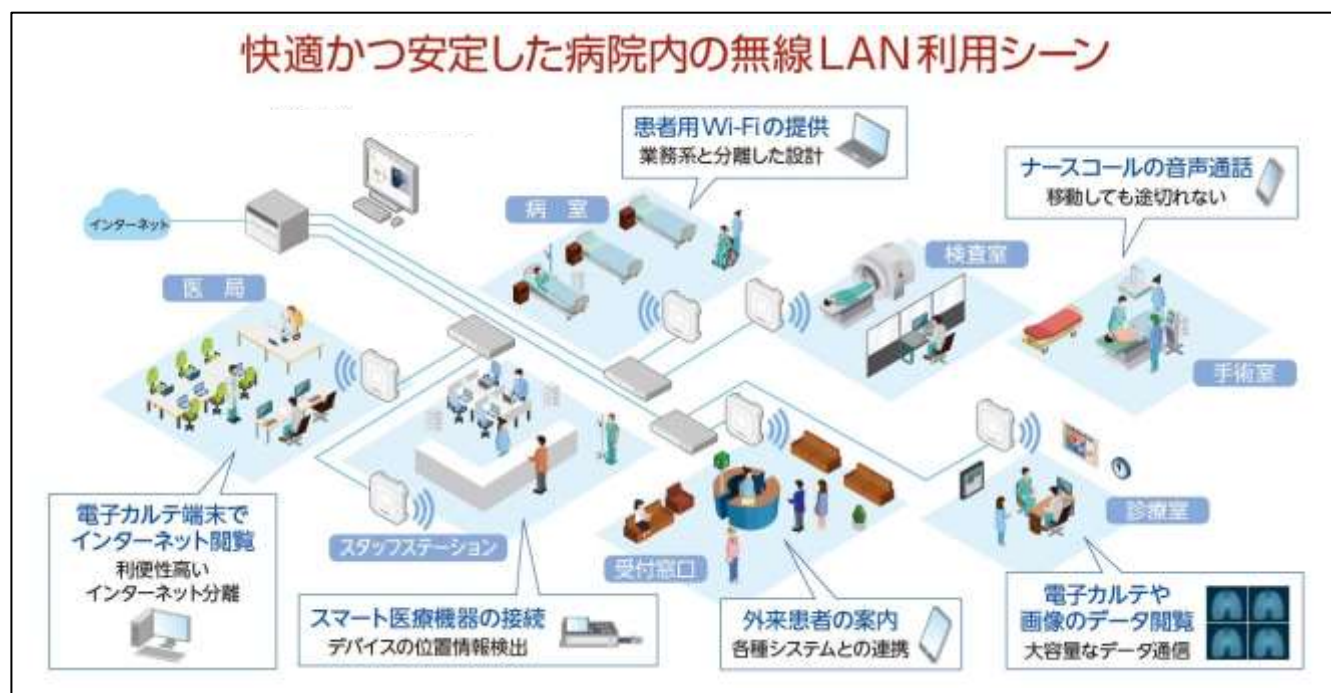 快適かつ安定した病院内の無線LAN利用シーン
患者用Wi-Fiの提供
業務系と分離した設計
ナースコールの音声通話
移動しても途切れない
インターネット
病室
検査室
医局
手術室
電子カルテ端末で
インターネット閲覧
利便性高い
インターネット分離
スタッフステーション
受付窓口
診療室
スマート医療機器の接続
デバイスの位置情報検出
外来患者の案内
各種システムとの連携
電子カルテや
画像のデータ閲覧
大容量なデータ通信